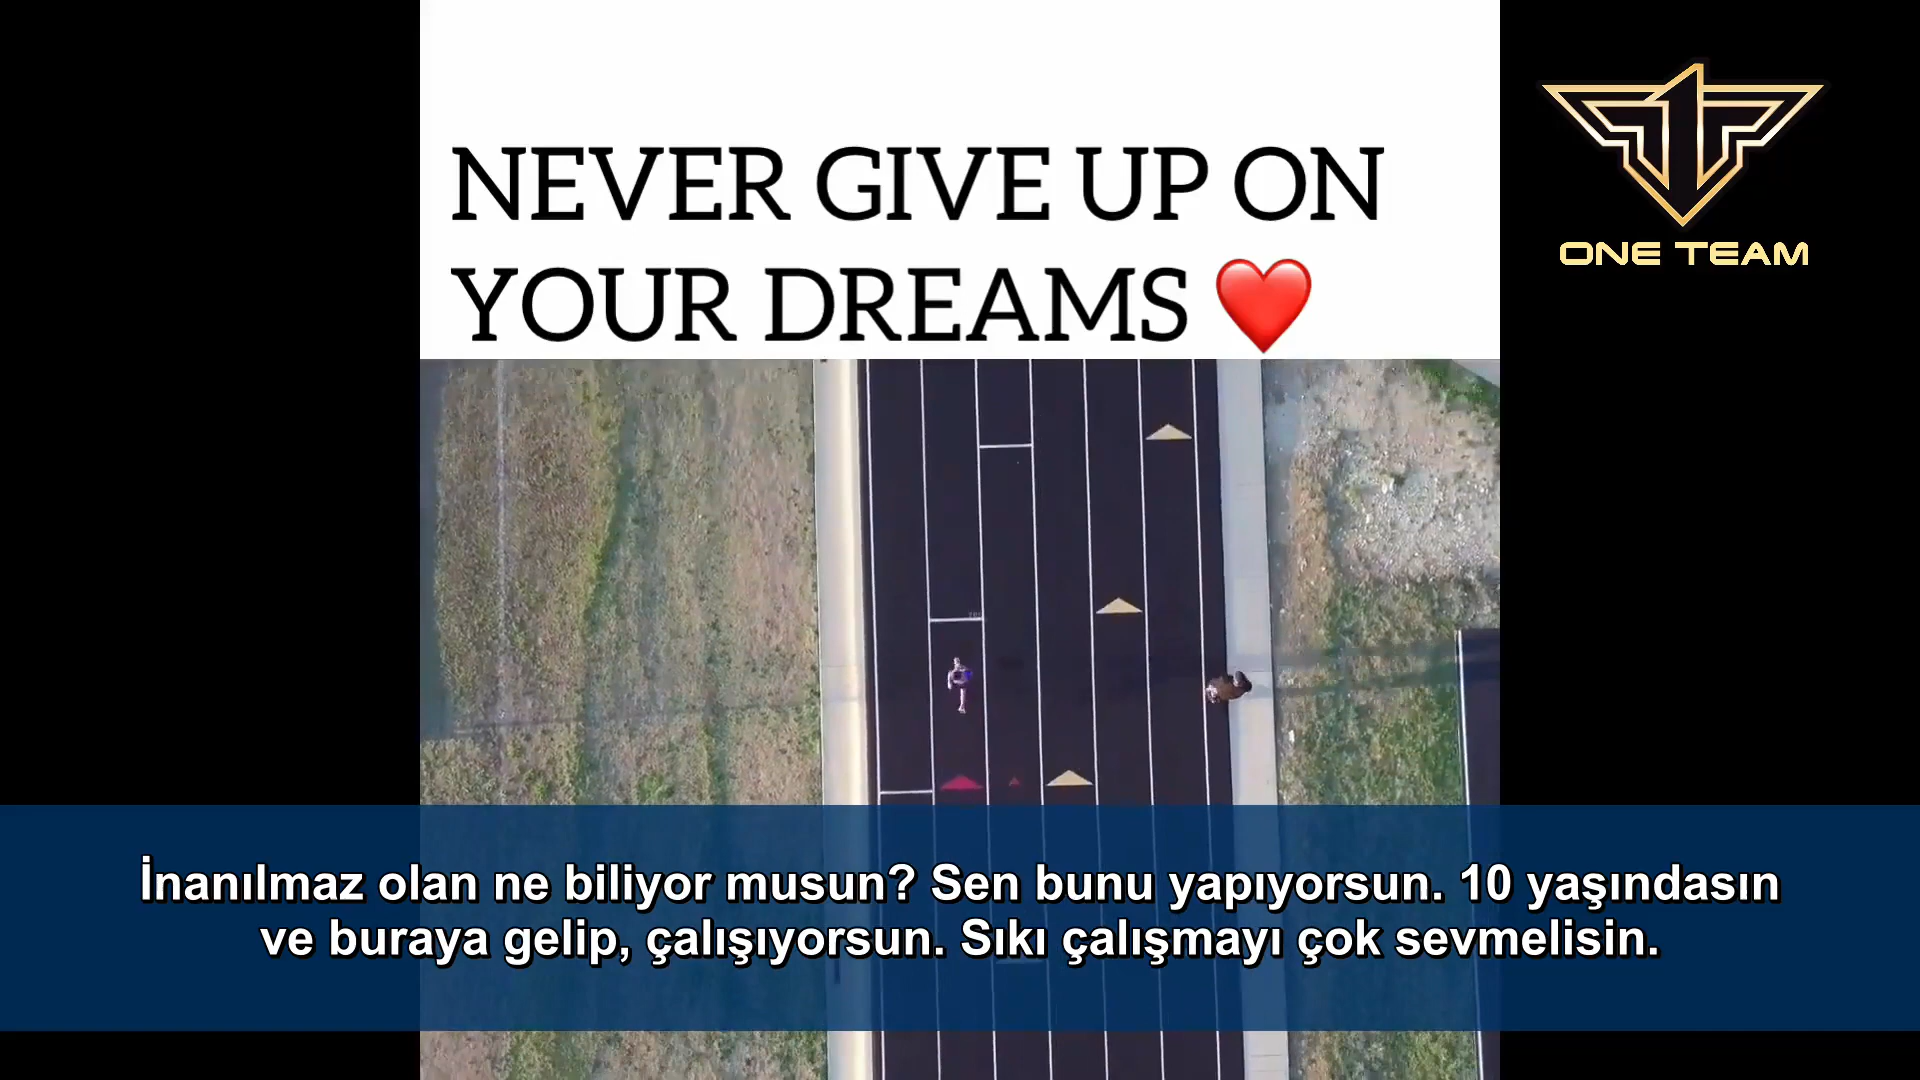 NEVER GIVE UP ON
YOUR DREAMS ❤️
ONE TEAM
İnanılmaz olan ne biliyor musun? Sen bunu yapıyorsun. 10 yaşındasın
ve buraya gelip, çalışıyorsun. Sıkı çalışmayı çok sevmelisin.